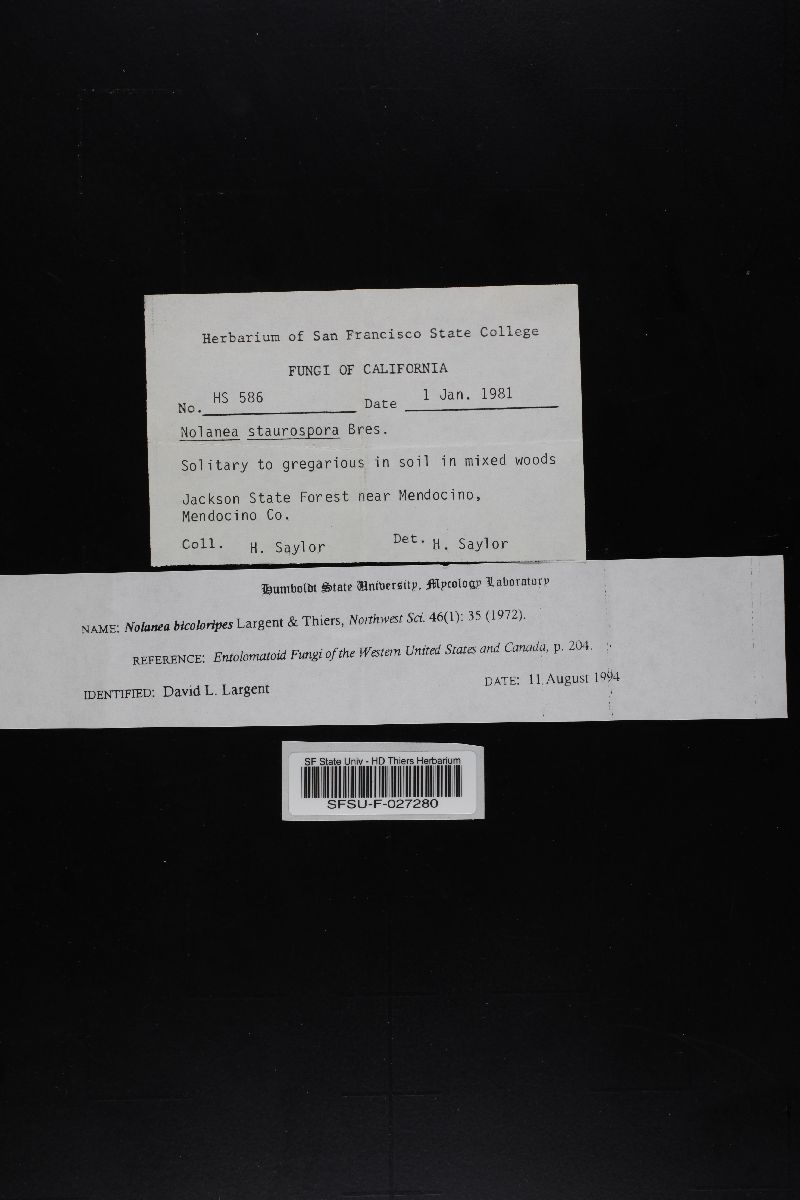 Herbarium of San Francisco State College
FUNGI OF CALIFORNIA
No. HS 586 Date 1 Jan. 1981
Nolanea staurospora Bres.
Solitary to gregarious in soil in mixed woods
Jackson State Forest near Mendocino,
Mendocino Co.
Coll. H. Saylor Det. H. Saylor
Humboldt State University, Mycology Laboratory
NAME: Nolanea bicoloripes Largent & Thiers, Northwest Sci. 46(1): 35 (1972).
REFERENCE: Entolomatoid Fungi of the Western United States and Canada, p. 204.
IDENTIFIED: David L. Largent DATE: 11 August 1994
SF State Univ - HD Thiers Herbarium
SFSU-F-027280